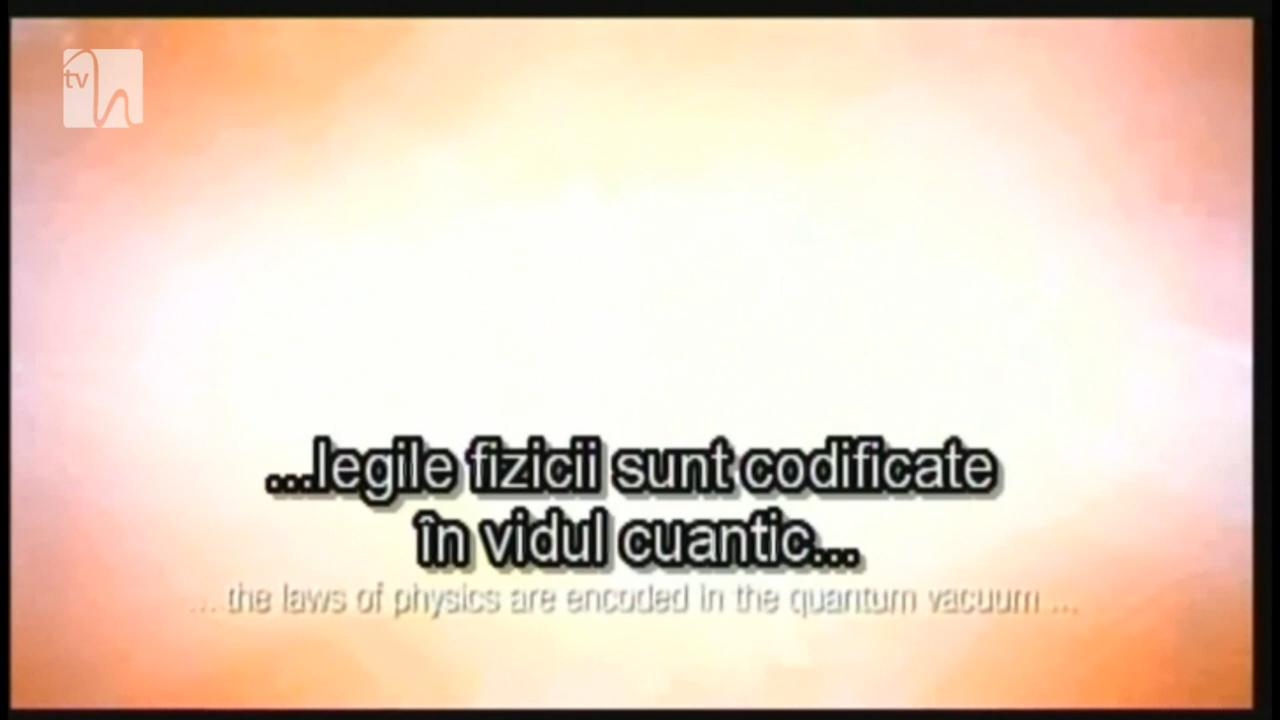 tv
...legile fizicii sunt codificate
în vidul cuantic...
... the laws of physics are encoded in the quantum vacuum ...